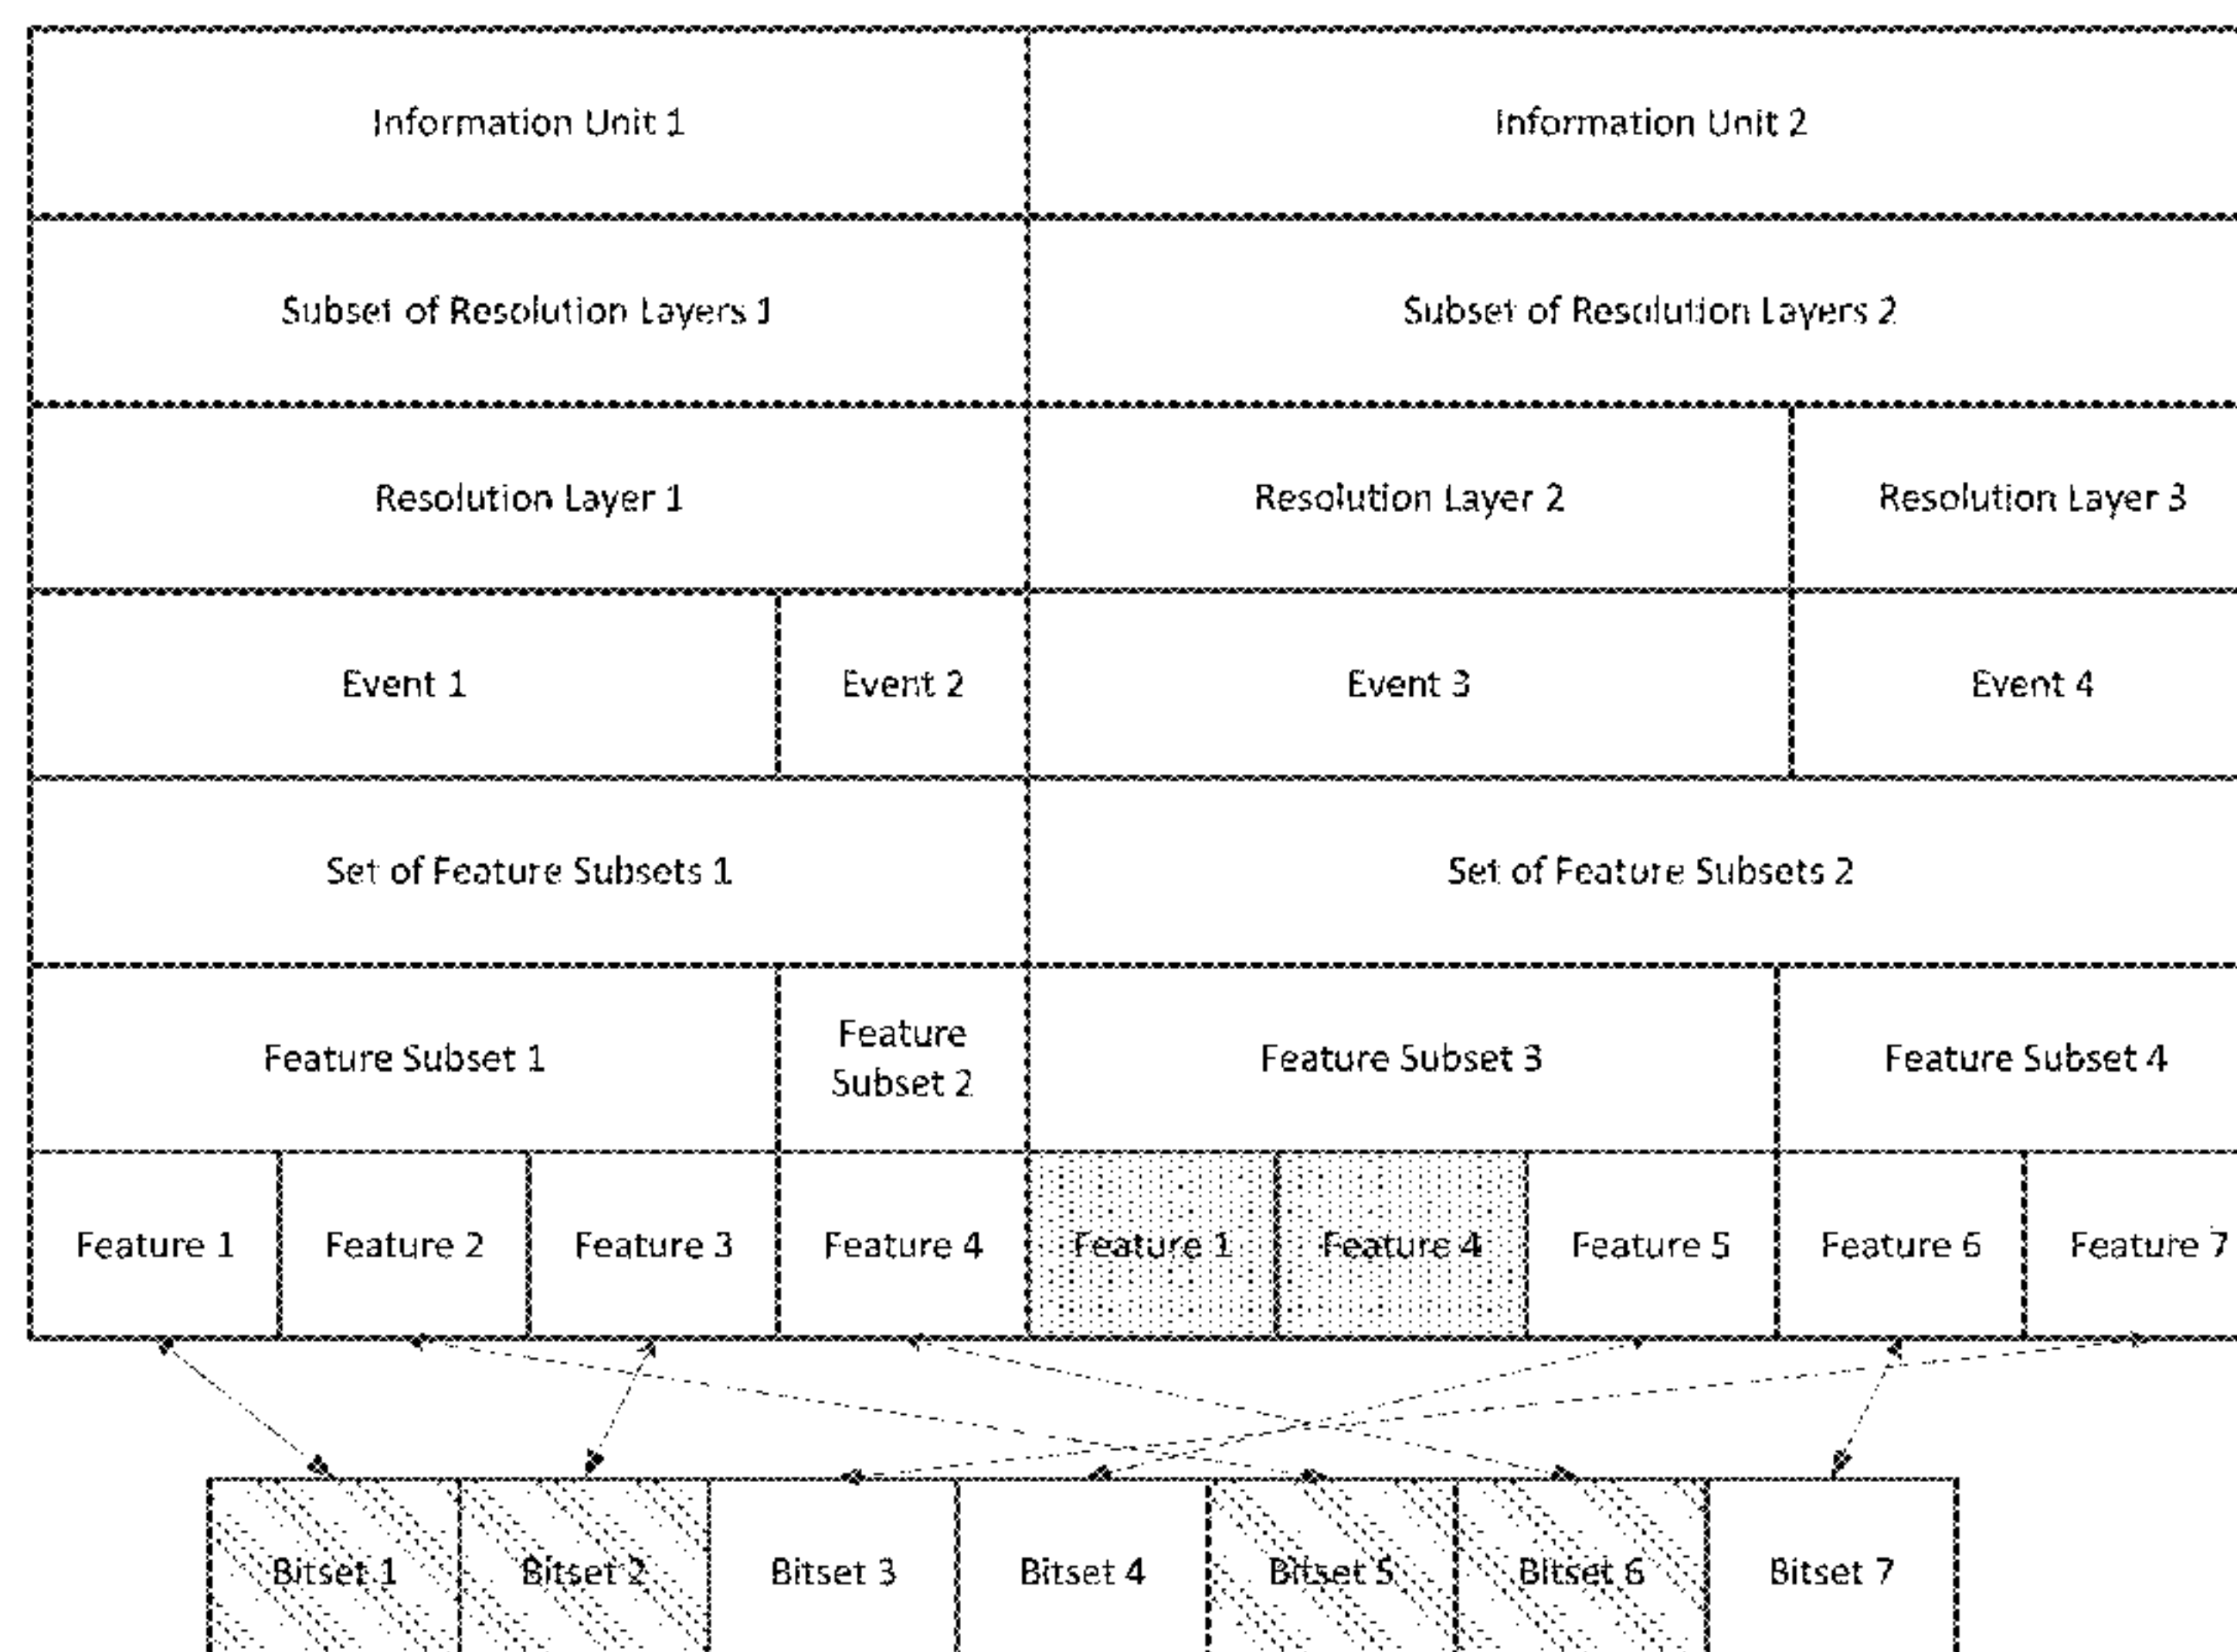 Information Unit 1
Information Unit 2
Subset of Resolution Layers 1
Subset of Resolution Layers 2
Resolution Layer 1
Resolution Layer 2
Resolution Layer 3
Event 1
Event 2
Event 3
Event 4
Set of Feature Subsets 1
Set of Feature Subsets 2
Feature Subset 1
Feature
Subset 2
Feature Subset 3
Feature Subset 4
Feature 1
Feature 2
Feature 3
Feature 4
Feature 1
Feature 4
Feature 5
Feature 6
Feature 7
Bitset 1
Bitset 2
Bitset 3
Bitset 4
Bitset 5
Bitset 6
Bitset 7